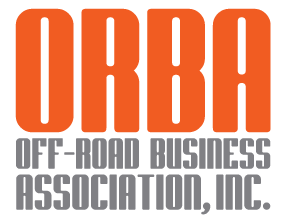 ORBA
OFF-ROAD BUSINESS
ASSOCIATION, INC.